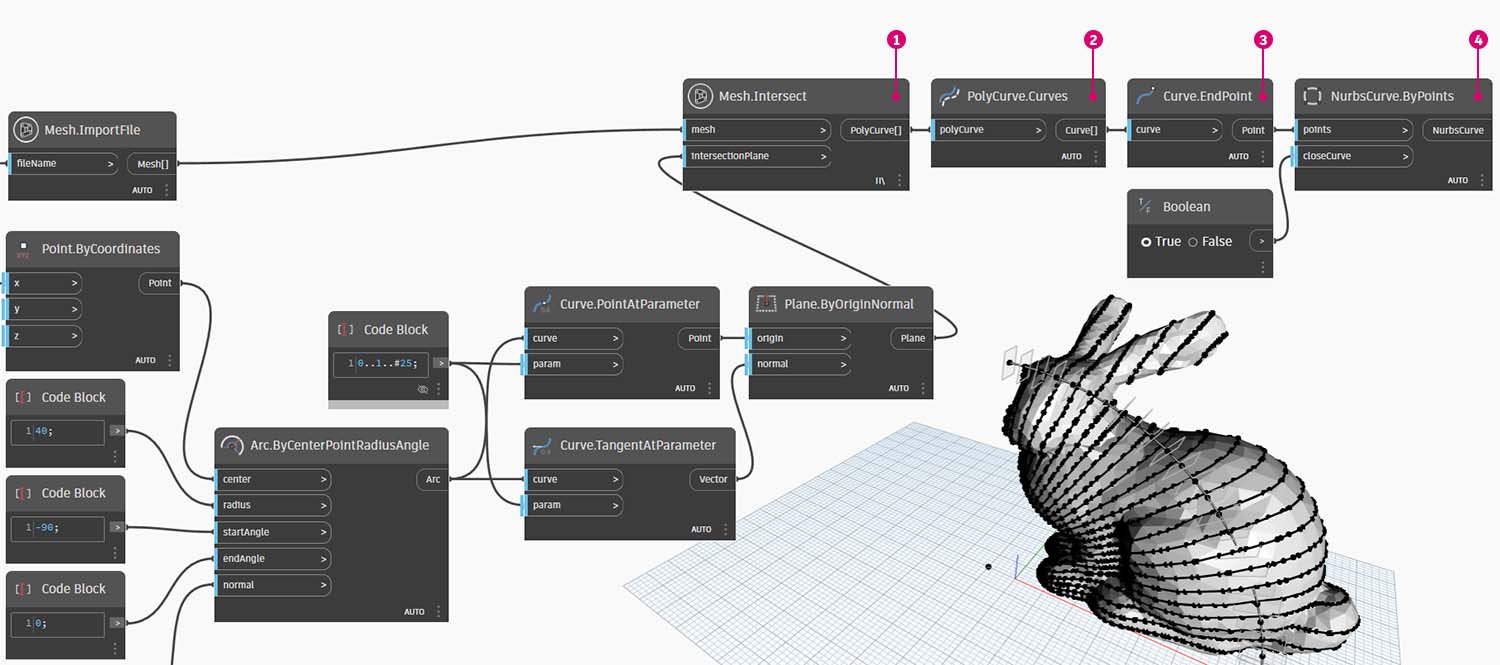 1
2
3
4
Mesh.ImportFile
fileName >
Mesh[]
AUTO
Mesh.Intersect
mesh >
PolyCurve[]
intersectionPlane >
PolyCurve.Curves
polyCurve >
Curve[]
AUTO
Curve.EndPoint
curve >
Point
AUTO
NurbsCurve.ByPoints
points >
NurbsCurve
closeCurve >
AUTO
Boolean
True False >
Point.ByCoordinates
x >
Point
y >
z >
AUTO
Code Block
1 40; >
Code Block
1 -90; >
Code Block
1 0; >
Code Block
1 0..1..#25; >
Arc.ByCenterPointRadiusAngle
center >
Arc
radius >
startAngle >
endAngle >
normal >
AUTO
Curve.PointAtParameter
curve >
Point
param >
AUTO
Curve.TangentAtParameter
curve >
Vector
param >
AUTO
Plane.ByOriginNormal
origin >
Plane
normal >
AUTO